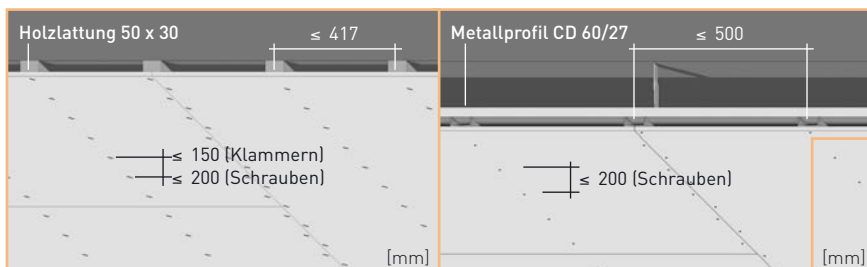 Holzlattung 50 x 30
≤ 417
≤ 150 (Klammern)
≤ 200 (Schrauben)
[mm]
Metallprofil CD 60/27
≤ 500
≤ 200 (Schrauben)
[mm]